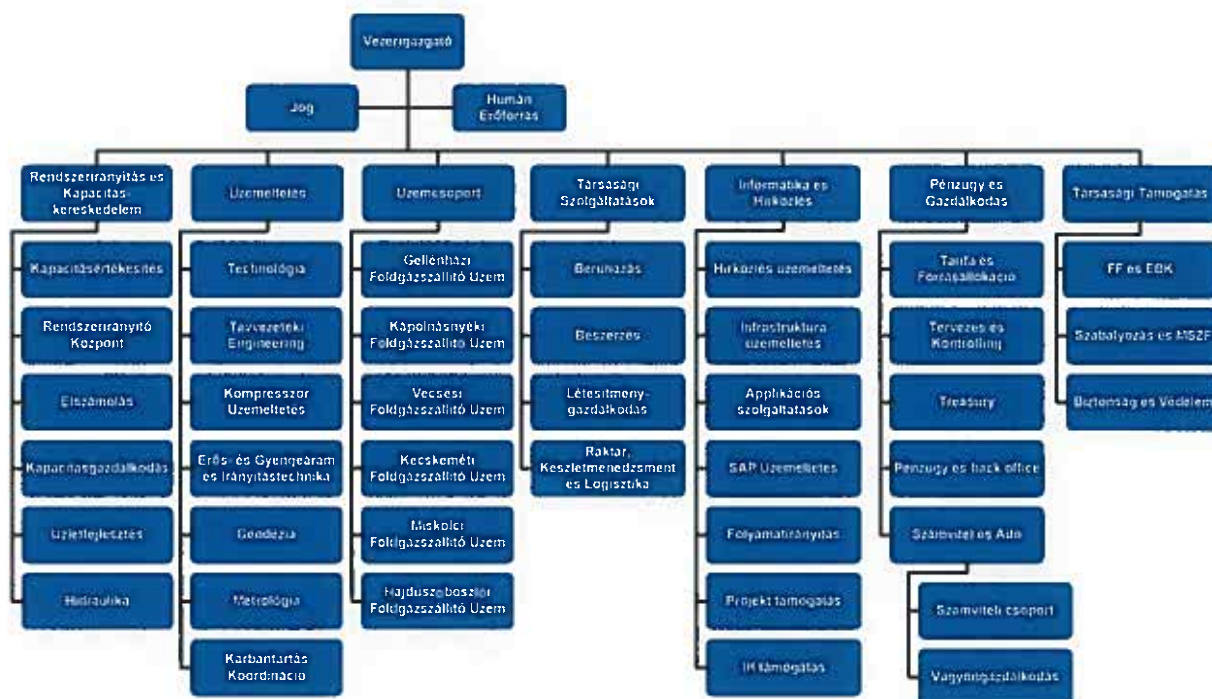 Vezérigazgató
Jog
Humán
Erőforrás
Rendszerirányítás és
Kapacitás-
kereskedelem
Üzemeltetés
Üzemcsoport
Társasági
Szolgáltatások
Informatika és
Hírközlés
Pénzügy és
Gazdálkodás
Társasági Támogatás
Kapacitásértékesítés
Technológia
Gellénházi
Földgázszállító Üzem
Beruházás
Hírközlés üzemeltetés
Tarifa és
Forrásallokáció
FF és EBK
Rendszerirányító
Központ
Távvezetéki
Engineering
Kápolnásnyéki
Földgázszállító Üzem
Beszerzés
Infrastruktúra
üzemeltetés
Tervezés és
Kontrolling
Szabályozás és MSZF
Elszámolás
Kompresszor
Üzemeltetés
Vecsési
Földgázszállító Üzem
Létesítmény-
gazdálkodás
Applikációs
szolgáltatások
Treasury
Biztonság és Védelem
Kapacitásgazdálkodás
Erős- és Gyengeáram
és Irányítástechnika
Kecskeméti
Földgázszállító Üzem
Raktár,
Készletmenedzsment
és Logisztika
SAP Üzemeltetés
Pénzügy és back office
Üzletfejlesztés
Geodézia
Miskolci
Földgázszállító Üzem
Folyamatirányítás
Számvitel és Adó
Hidraulika
Metrológia
Hajdúszoboszlói
Földgázszállító Üzem
Projekt támogatás
Számviteli csoport
Karbantartás
Koordináció
IH támogatás
Vagyongazdálkodás